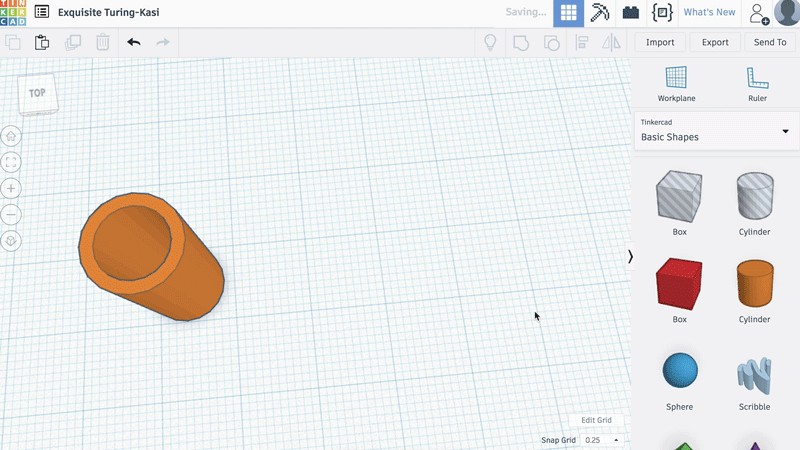 TIN
KER
CAD
Exquisite Turing-Kasi
Saving...
What's New
Import
Export
Send To
TOP
Workplane
Ruler
Tinkercad
Basic Shapes
Box
Cylinder
Box
Cylinder
Sphere
Scribble
Edit Grid
Snap Grid 0.25